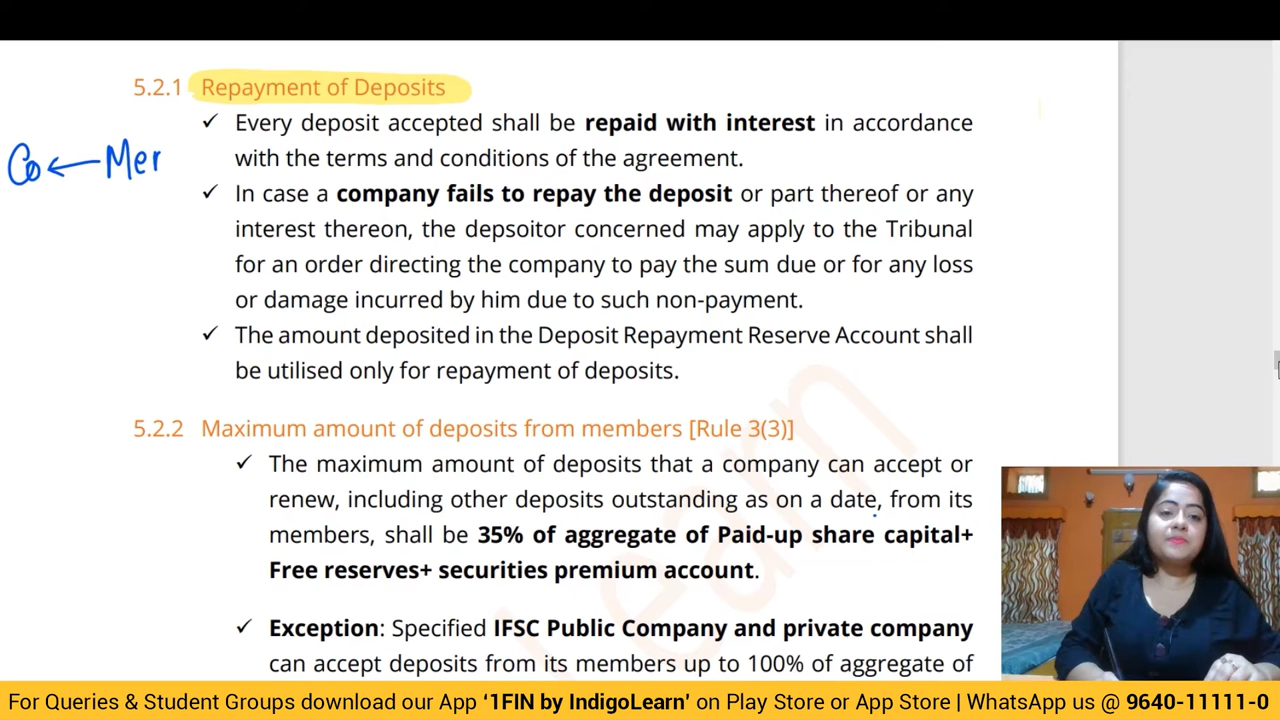 5.2.1 Repayment of Deposits
✓ Every deposit accepted shall be repaid with interest in accordance
with the terms and conditions of the agreement.
Co ← Mer
✓ In case a company fails to repay the deposit or part thereof or any
interest thereon, the depsoitor concerned may apply to the Tribunal
for an order directing the company to pay the sum due or for any loss
or damage incurred by him due to such non-payment.
✓ The amount deposited in the Deposit Repayment Reserve Account shall
be utilised only for repayment of deposits.
5.2.2 Maximum amount of deposits from members [Rule 3(3)]
✓ The maximum amount of deposits that a company can accept or
renew, including other deposits outstanding as on a date, from its
members, shall be 35% of aggregate of Paid-up share capital+
Free reserves+ securities premium account.
✓ Exception: Specified IFSC Public Company and private company
can accept deposits from its members up to 100% of aggregate of
Learn
For Queries & Student Groups download our App '1FIN by IndigoLearn' on Play Store or App Store | WhatsApp us @ 9640-11111-0